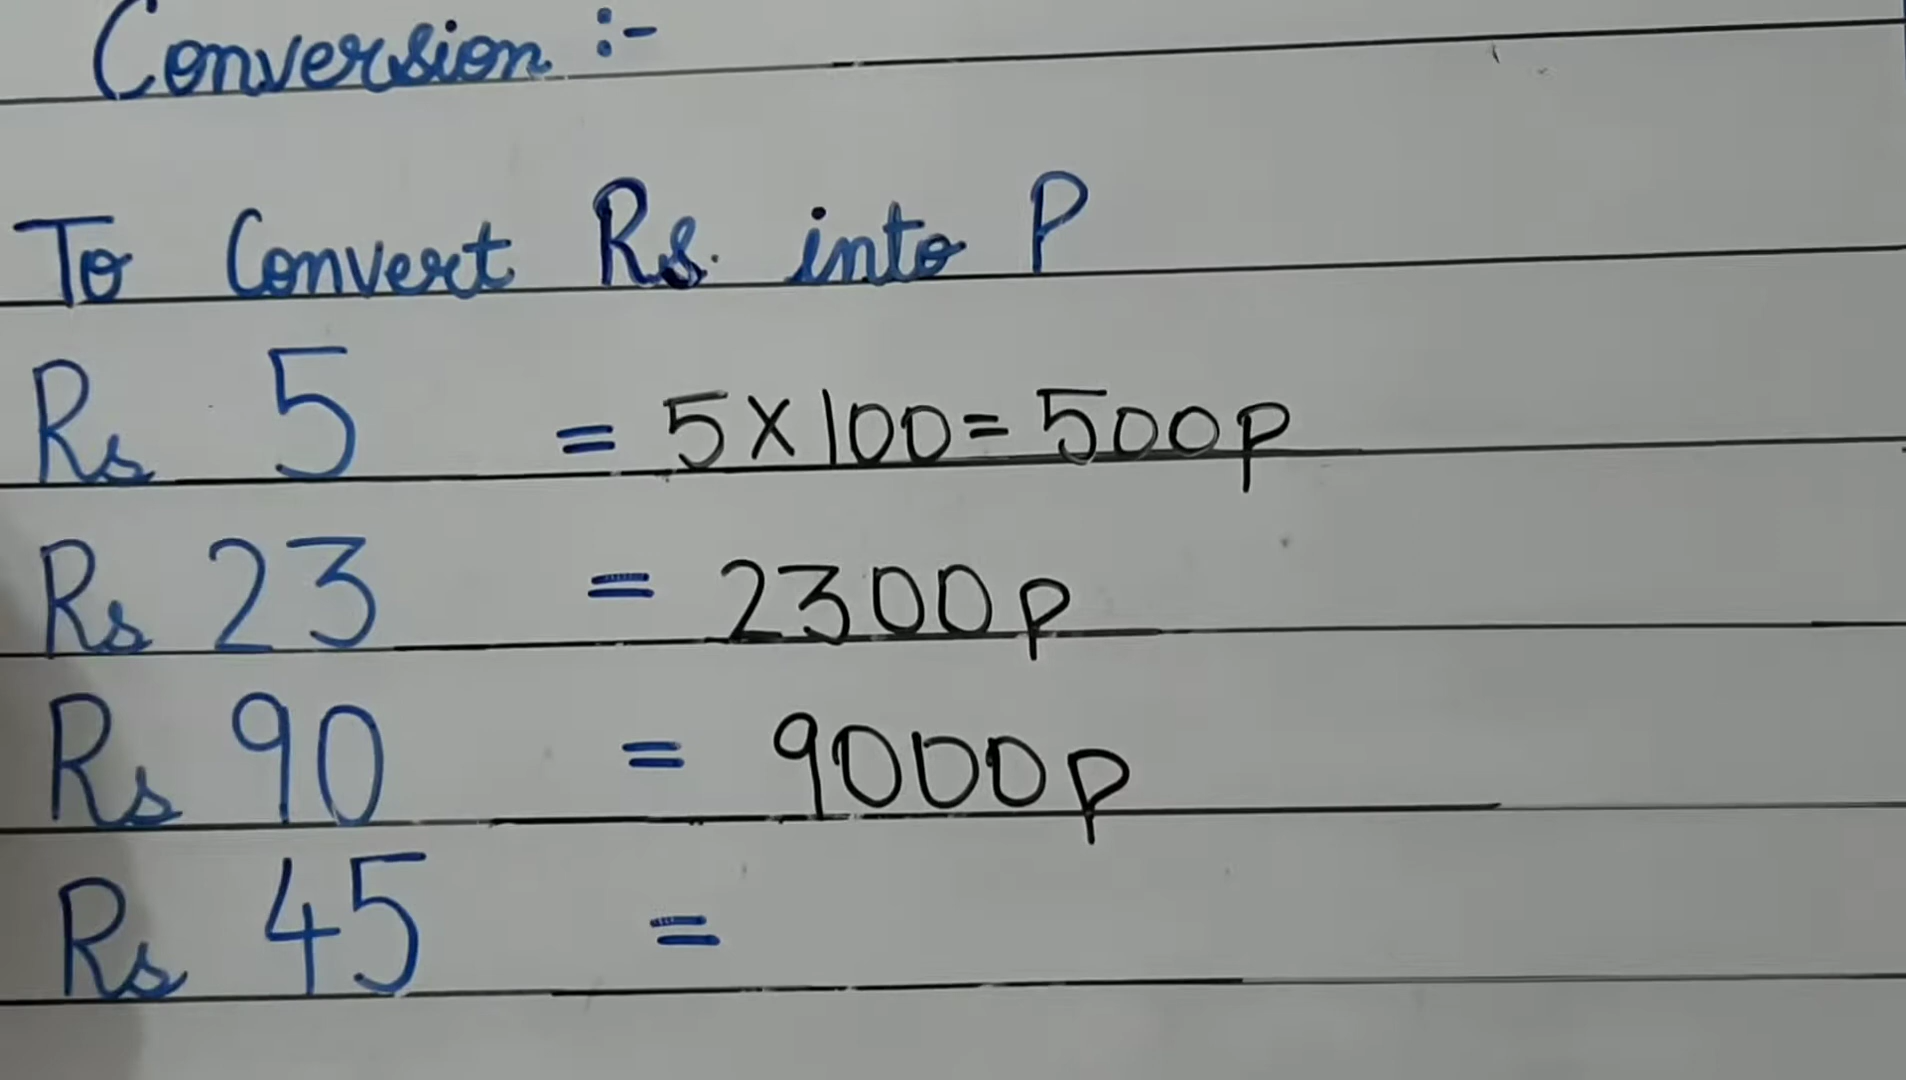 Conversion :-
To Convert Rs. into P
Rs 5 = 5×100= 500p
Rs 23 = 2300p
Rs 90 = 9000p
Rs 45 =